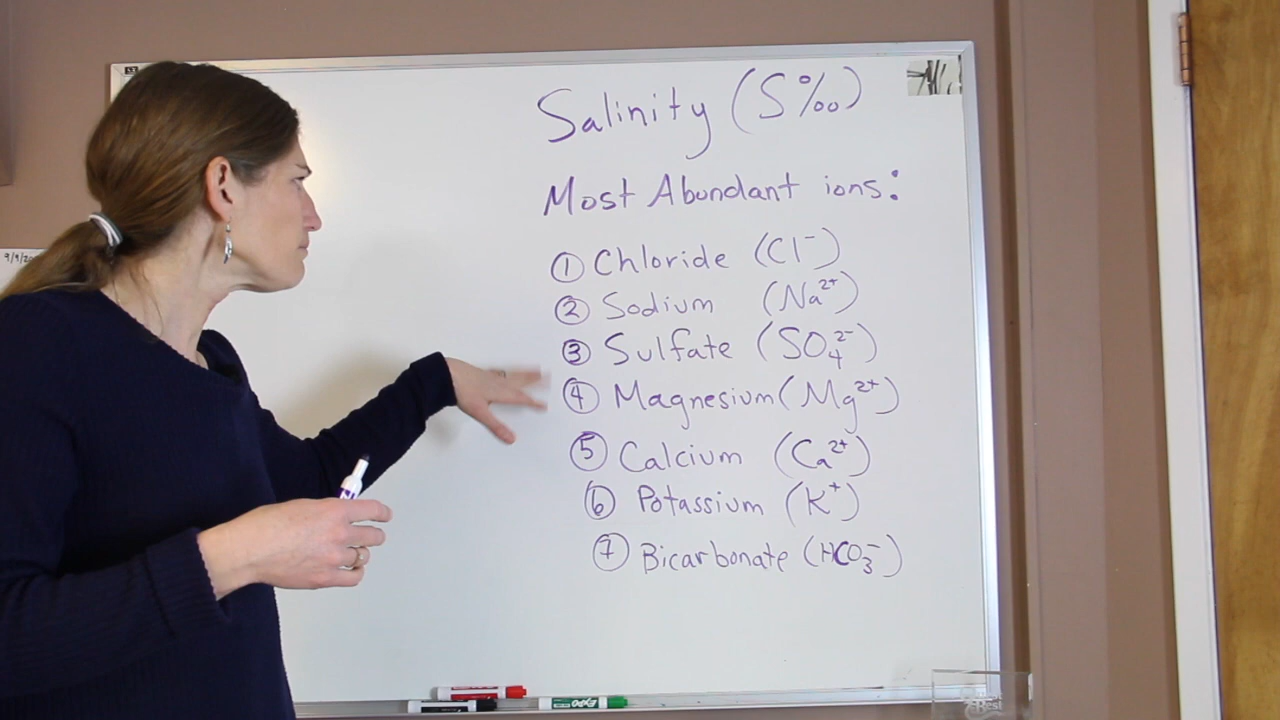 Salinity (S‰)
Most Abundant ions:
① Chloride (Cl⁻)
② Sodium (Na²⁺)
③ Sulfate (SO₄²⁻)
④ Magnesium (Mg²⁺)
⑤ Calcium (Ca²⁺)
⑥ Potassium (K⁺)
⑦ Bicarbonate (HCO₃⁻)
EXPO